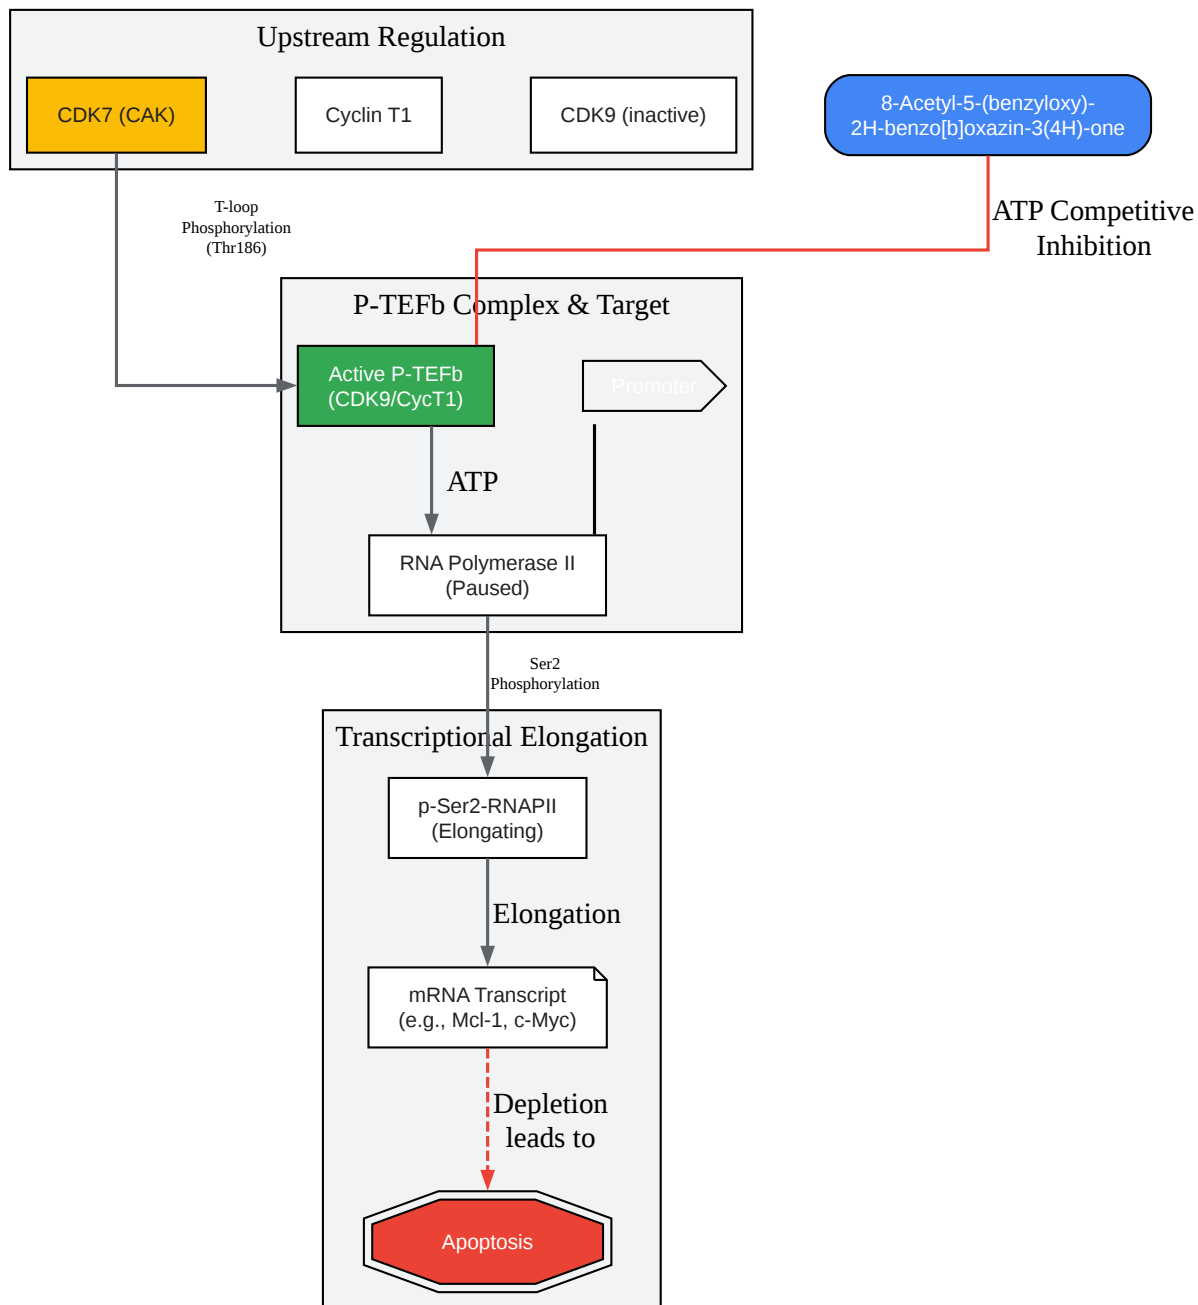 Upstream Regulation
CDK7 (CAK)
Cyclin T1
CDK9 (inactive)
8-Acetyl-5-(benzyloxy)-
2H-benzo[b]oxazin-3(4H)-one
T-loop
Phosphorylation
(Thr186)
ATP Competitive
Inhibition
P-TEFb Complex & Target
Active P-TEFb
(CDK9/CycT1)
Promoter
ATP
RNA Polymerase II
(Paused)
Ser2
Phosphorylation
Transcriptional Elongation
p-Ser2-RNAPII
(Elongating)
Elongation
mRNA Transcript
(e.g., Mcl-1, c-Myc)
Depletion
leads to
Apoptosis